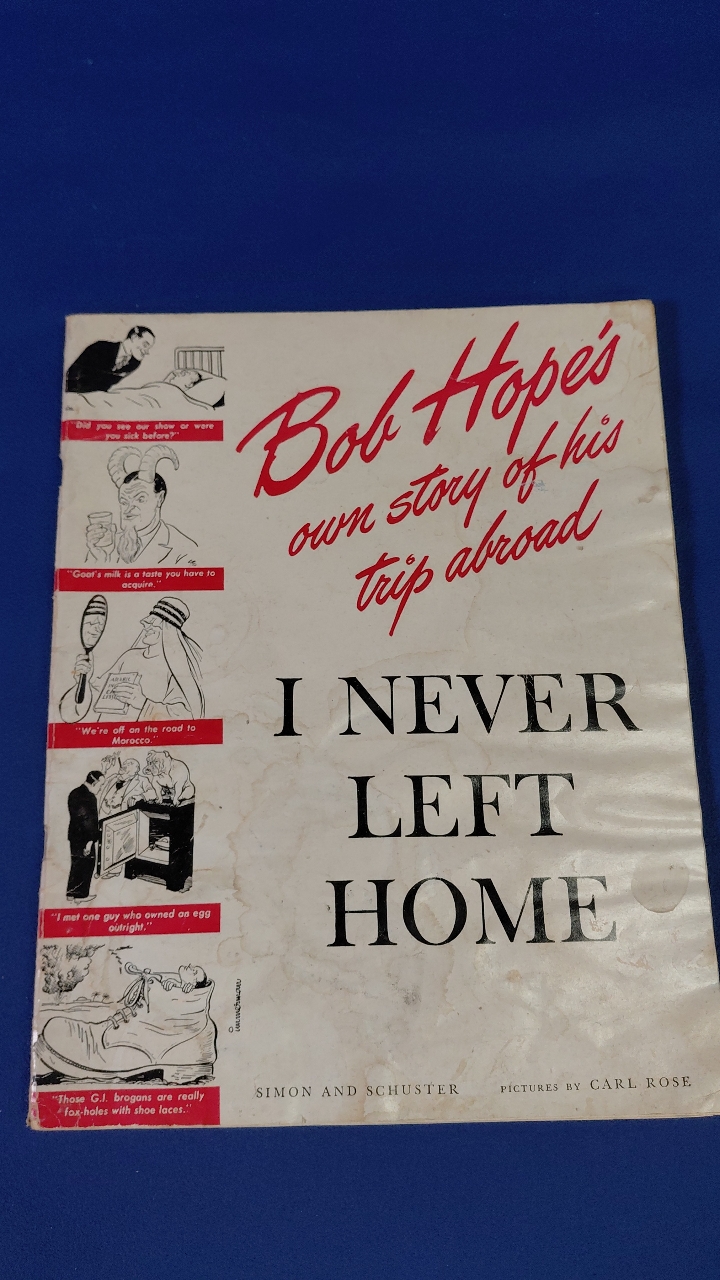 "Did you see our show or were
you sick before?"
"Goat's milk is a taste you have to
acquire."
"We're off on the road to
Morocco."
"I met one guy who owned an egg
outright."
"Those G.I. brogans are really
fox-holes with shoe laces."
Bob Hope's
own story of his
trip abroad
I NEVER
LEFT
HOME
SIMON AND SCHUSTER
PICTURES BY CARL ROSE